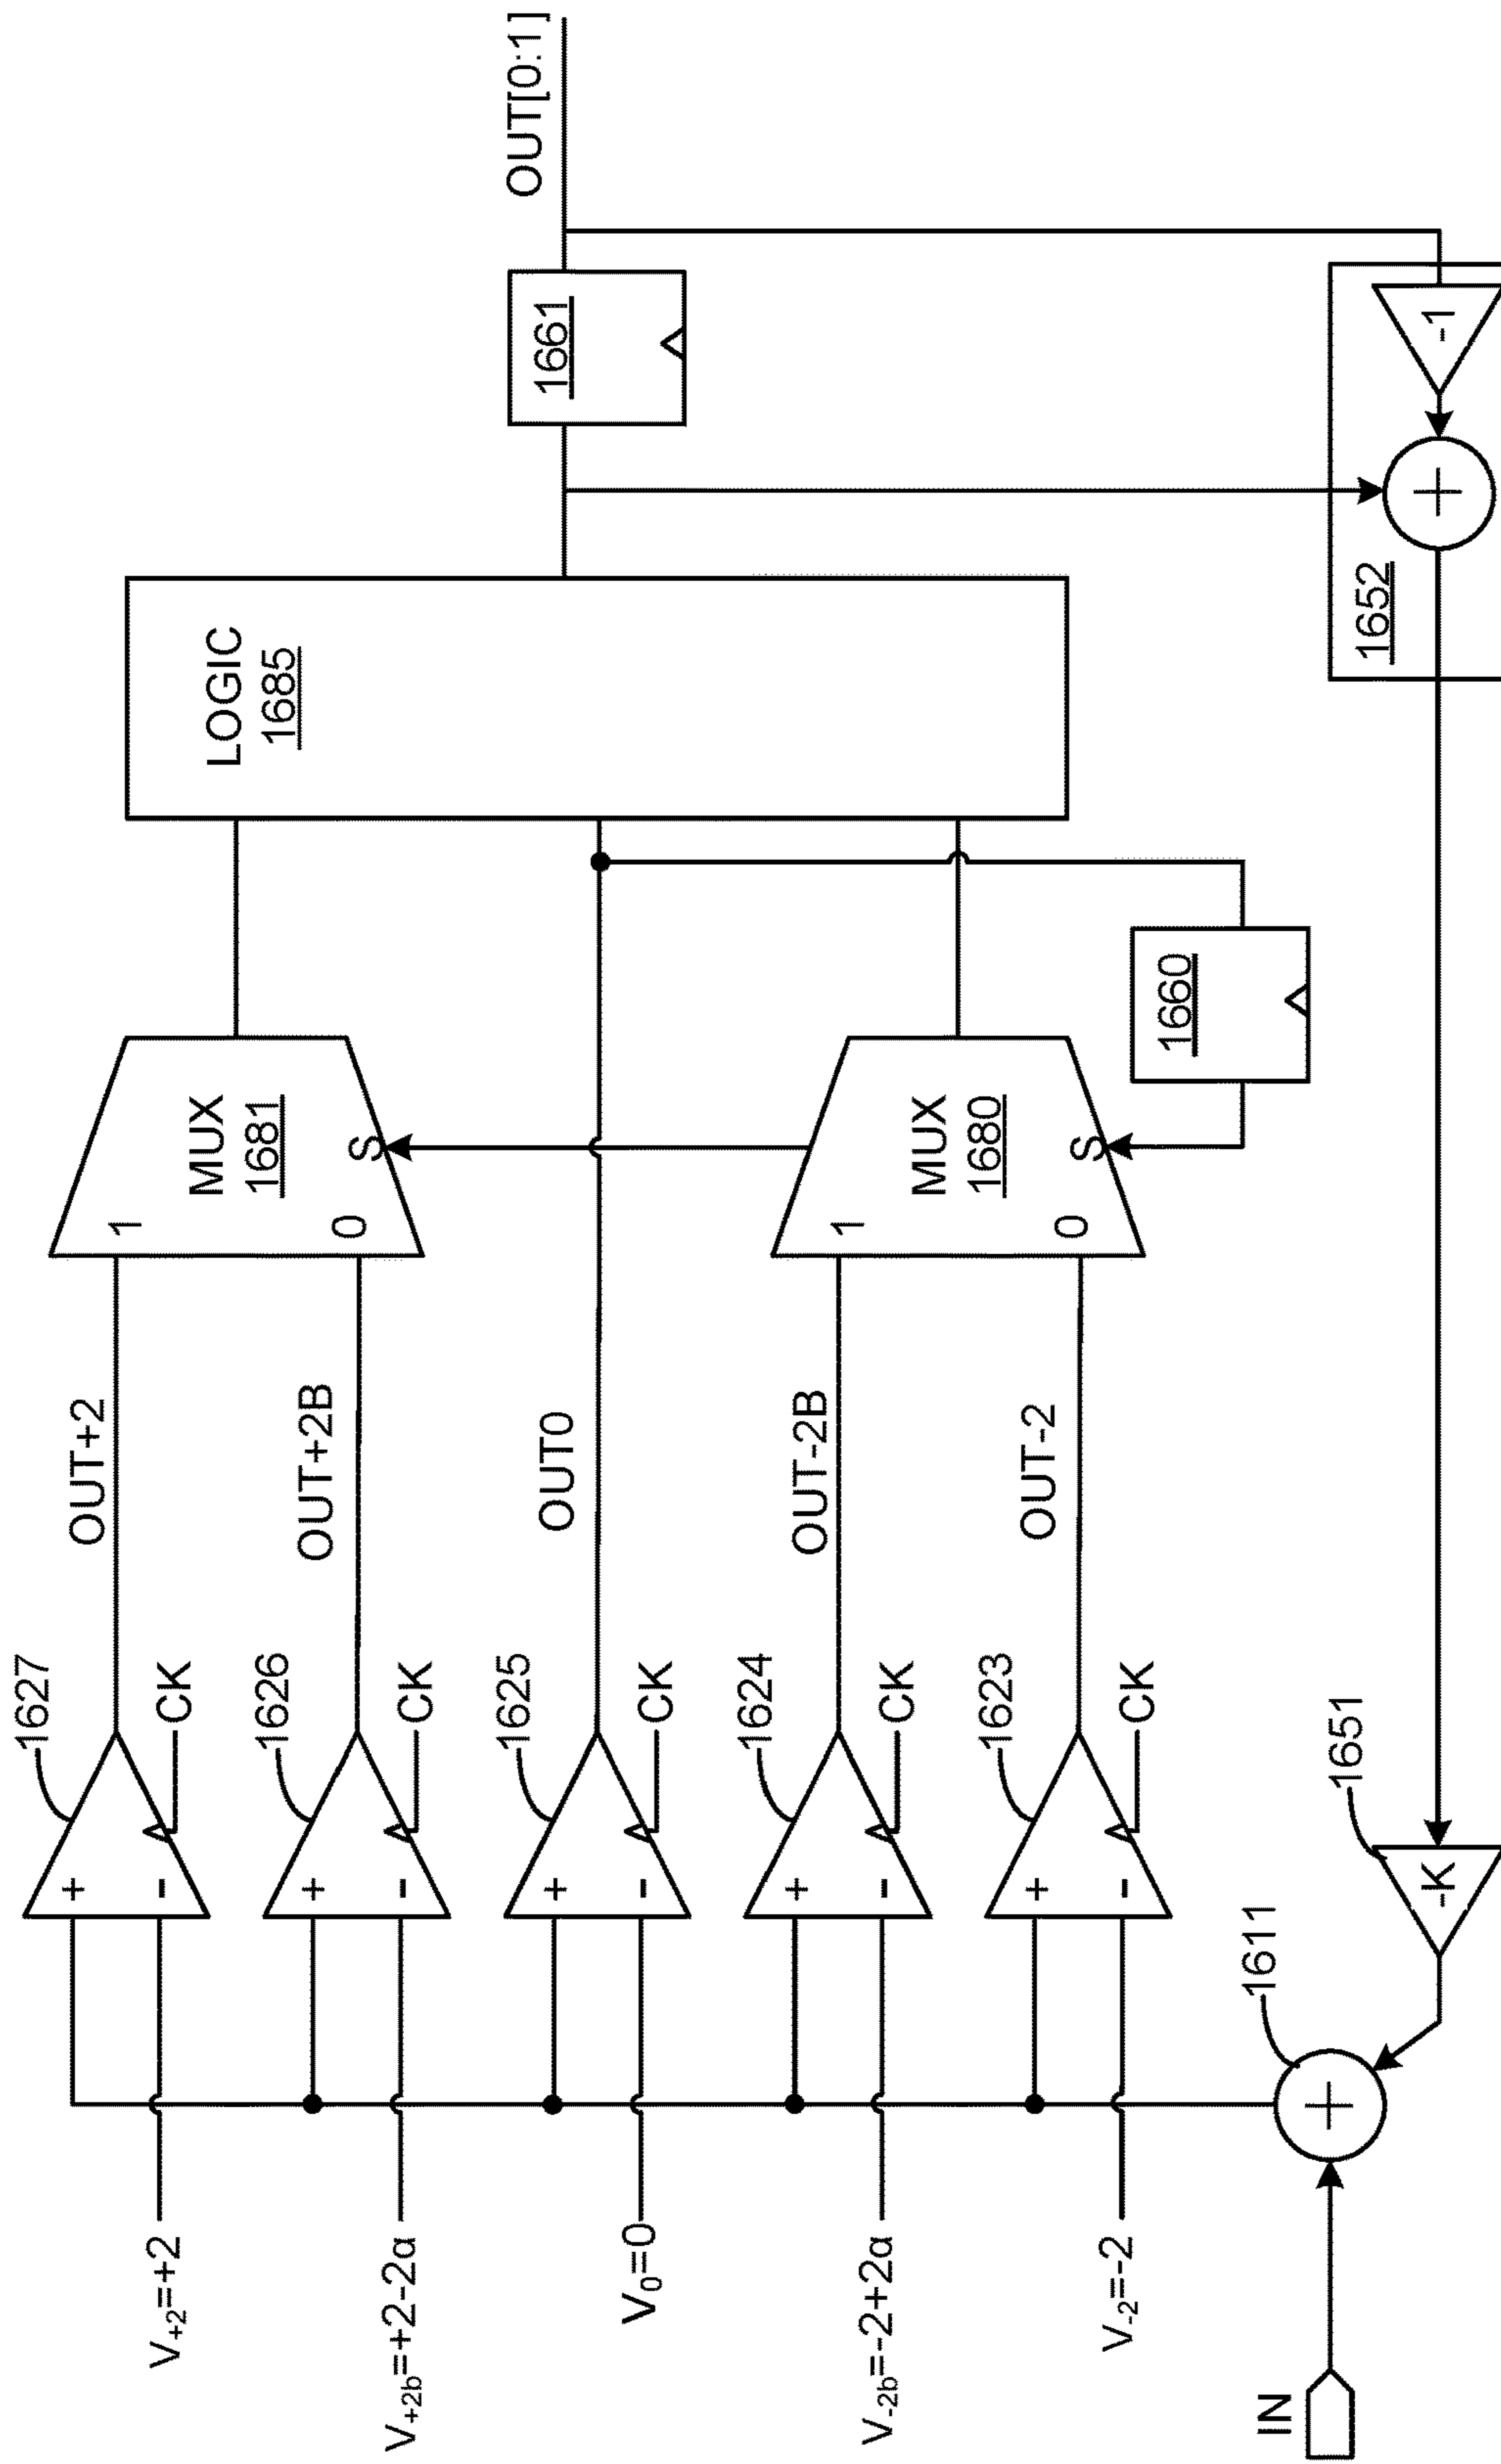 V+2=+2
1627
+
-
CK
OUT+2
V+2b=+2-2α
1626
+
-
CK
OUT+2B
1
MUX
1681
0
S
LOGIC
1685
V0=0
1625
+
-
CK
OUT0
OUT[0:1]
1661
V-2b=-2+2α
1624
+
-
CK
OUT-2B
1
MUX
1680
0
S
V-2=-2
1623
+
-
CK
OUT-2
1660
IN
1611
+
1651
-K
1652
+
-1